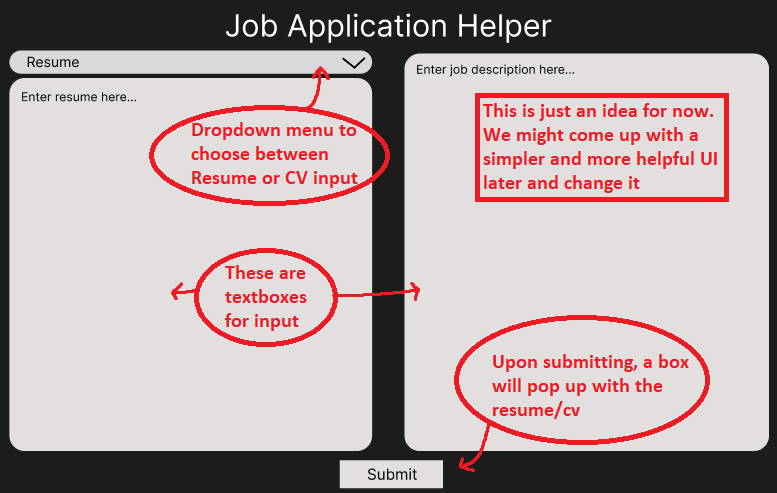 Job Application Helper
Resume
Enter resume here...
Dropdown menu to
choose between
Resume or CV input
These are
textboxes
for input
Enter job description here...
This is just an idea for now.
We might come up with a
simpler and more helpful UI
later and change it
Upon submitting, a box
will pop up with the
resume/cv
Submit